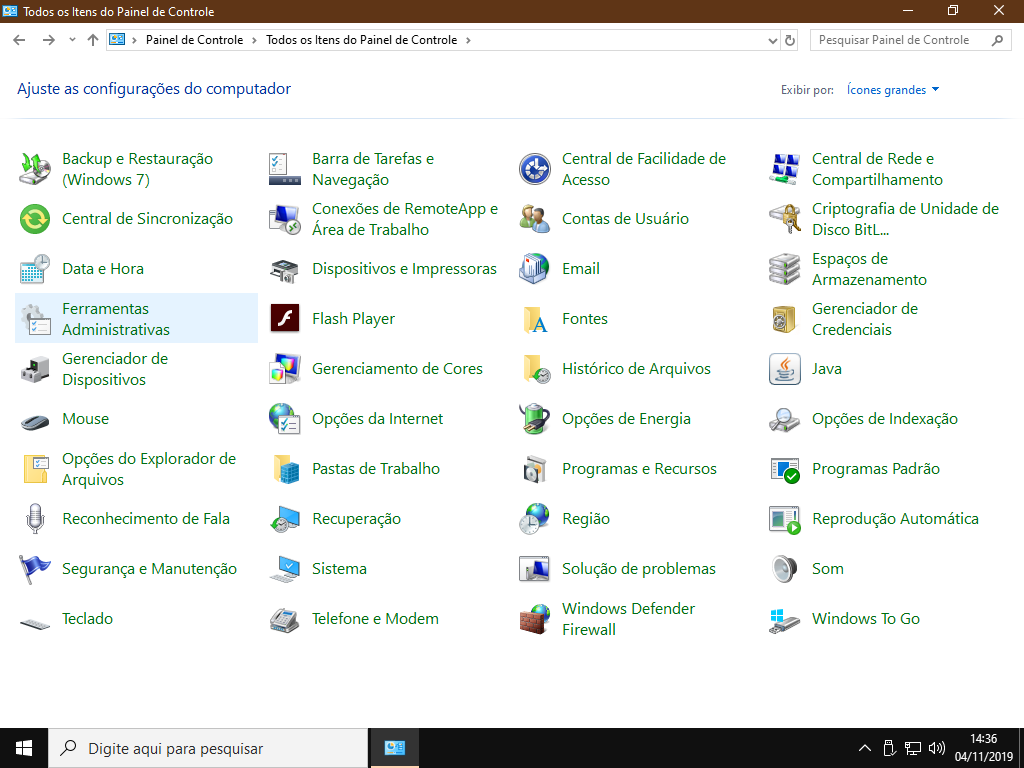 Todos os Itens do Painel de Controle
Painel de Controle
Todos os Itens do Painel de Controle
Pesquisar Painel de Controle
Ajuste as configurações do computador
Exibir por:
Ícones grandes
Backup e Restauração
(Windows 7)
Barra de Tarefas e
Navegação
Central de Facilidade de
Acesso
Central de Rede e
Compartilhamento
Central de Sincronização
Conexões de RemoteApp e
Área de Trabalho
Contas de Usuário
Criptografia de Unidade de
Disco BitL...
Data e Hora
Dispositivos e Impressoras
Email
Espaços de
Armazenamento
Ferramentas
Administrativas
Flash Player
Fontes
Gerenciador de
Credenciais
Gerenciador de
Dispositivos
Gerenciamento de Cores
Histórico de Arquivos
Java
Mouse
Opções da Internet
Opções de Energia
Opções de Indexação
Opções do Explorador de
Arquivos
Pastas de Trabalho
Programas e Recursos
Programas Padrão
Reconhecimento de Fala
Recuperação
Região
Reprodução Automática
Segurança e Manutenção
Sistema
Solução de problemas
Som
Teclado
Telefone e Modem
Windows Defender
Firewall
Windows To Go
Digite aqui para pesquisar
14:36
04/11/2019